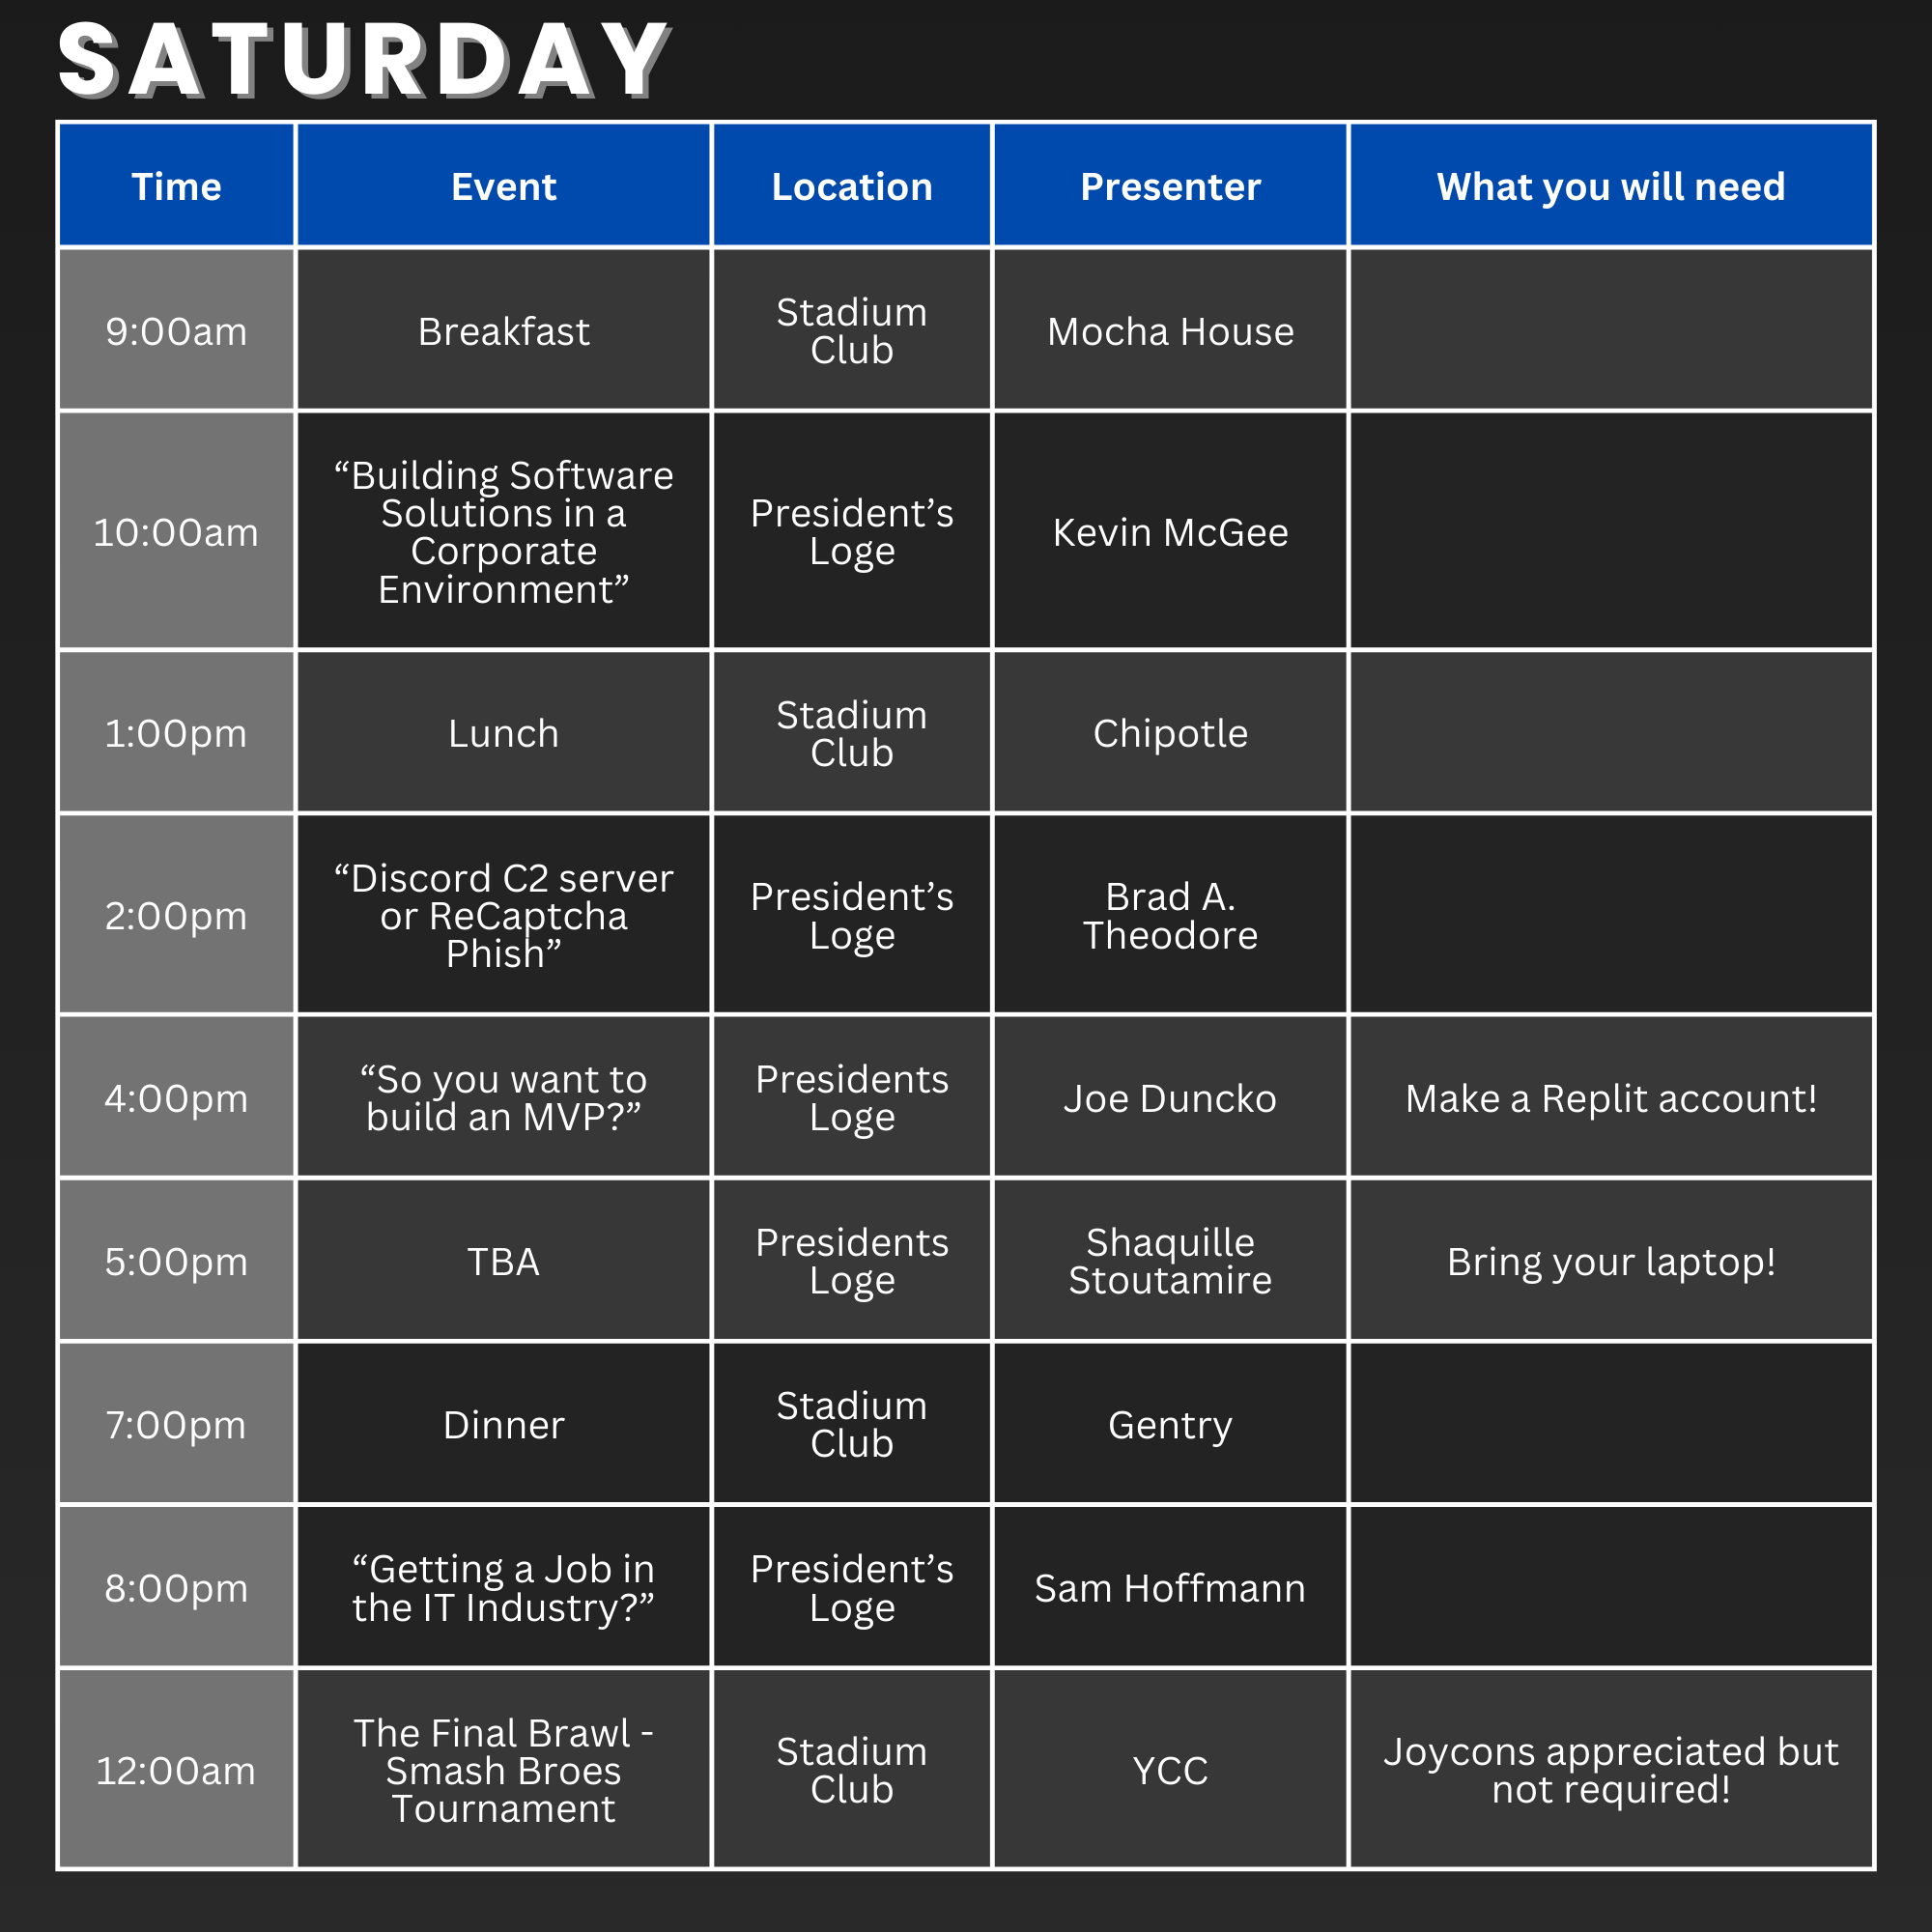 SATURDAY
Time
Event
Location
Presenter
What you will need
9:00am
Breakfast
Stadium
Club
Mocha House
10:00am
“Building Software
Solutions in a
Corporate
Environment”
President’s
Loge
Kevin McGee
1:00pm
Lunch
Stadium
Club
Chipotle
2:00pm
“Discord C2 server
or ReCaptcha
Phish”
President’s
Loge
Brad A.
Theodore
4:00pm
“So you want to
build an MVP?”
Presidents
Loge
Joe Duncko
Make a Replit account!
5:00pm
TBA
Presidents
Loge
Shaquille
Stoutamire
Bring your laptop!
7:00pm
Dinner
Stadium
Club
Gentry
8:00pm
“Getting a Job in
the IT Industry?”
President’s
Loge
Sam Hoffmann
12:00am
The Final Brawl -
Smash Broes
Tournament
Stadium
Club
YCC
Joycons appreciated but
not required!